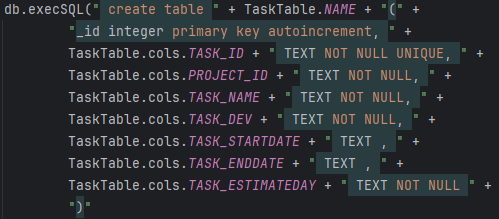 db.execSQL(" create table " + TaskTable.NAME + "(" +
"_id integer primary key autoincrement, " +
TaskTable.cols.TASK_ID + " TEXT NOT NULL UNIQUE, " +
TaskTable.cols.PROJECT_ID + " TEXT NOT NULL, " +
TaskTable.cols.TASK_NAME + " TEXT NOT NULL, " +
TaskTable.cols.TASK_DEV + " TEXT NOT NULL, " +
TaskTable.cols.TASK_STARTDATE + " TEXT , " +
TaskTable.cols.TASK_ENDDATE + " TEXT , " +
TaskTable.cols.TASK_ESTIMATEDAY + " TEXT NOT NULL " +
")"